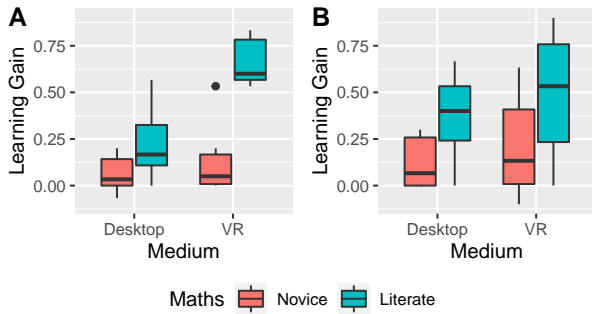 A
Learning Gain
0.75
0.50
0.25
0.00
Desktop
VR
Medium
B
Learning Gain
0.75
0.50
0.25
0.00
Desktop
VR
Medium
Maths
Novice
Literate